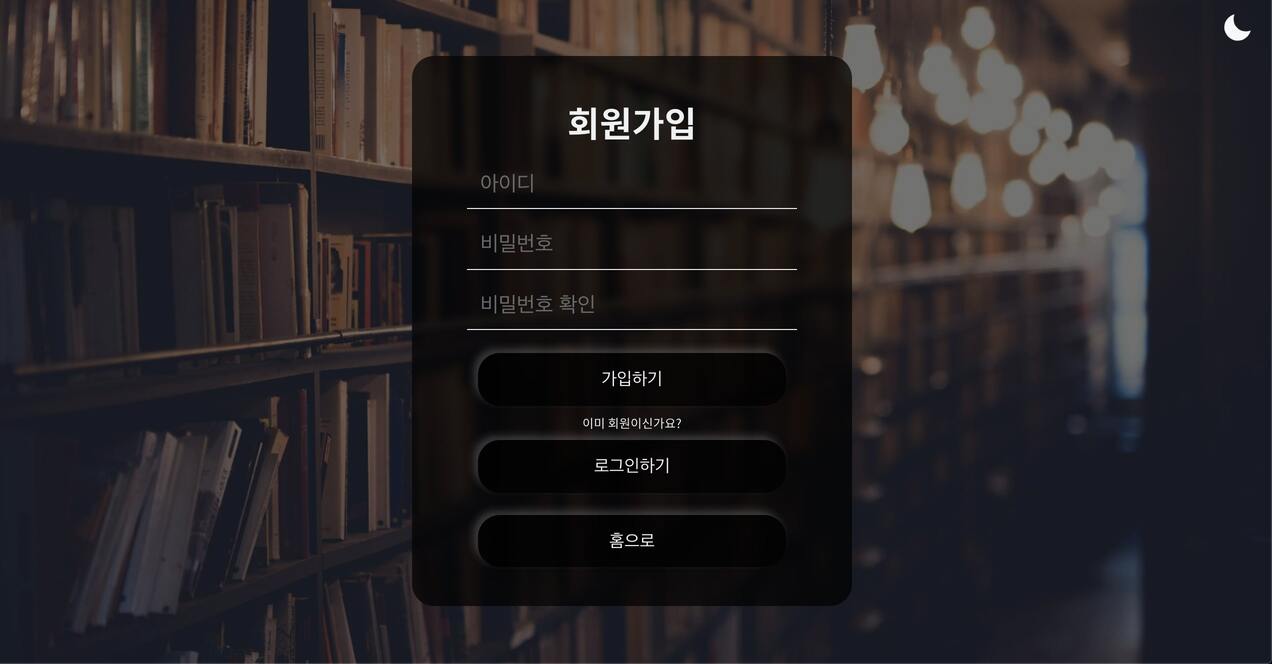 회원가입
아이디
비밀번호
비밀번호 확인
가입하기
이미 회원이신가요?
로그인하기
홈으로